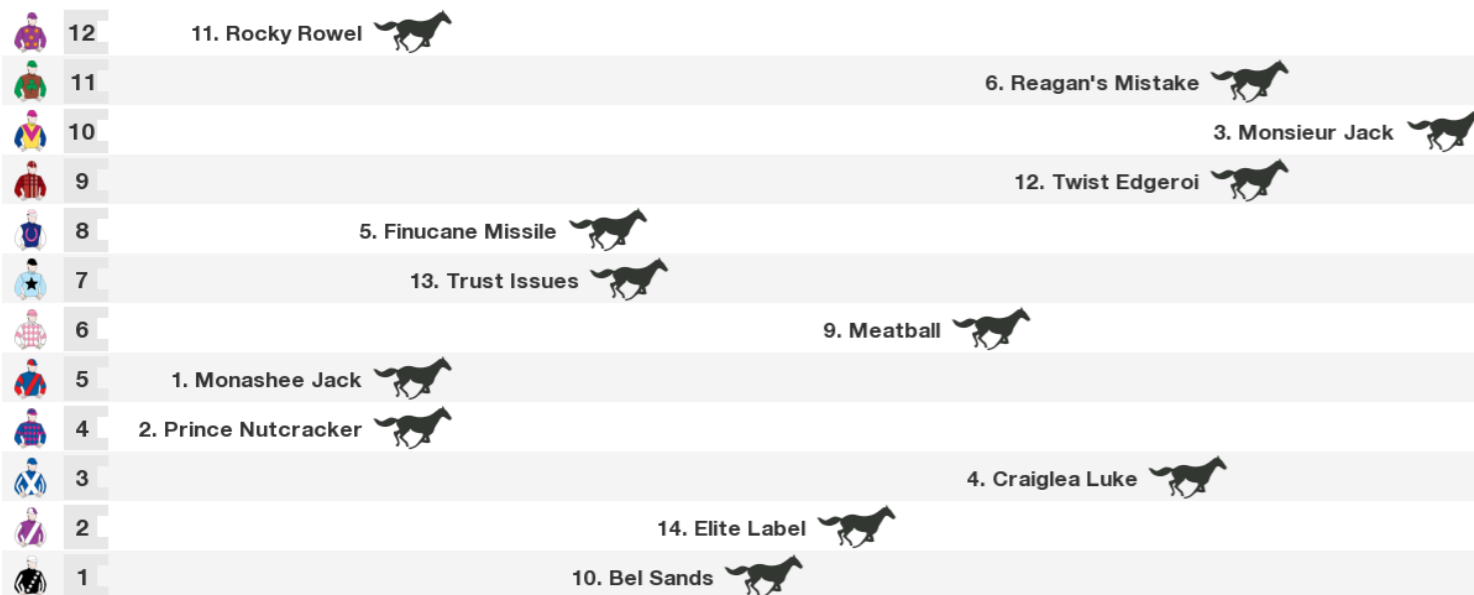 12 11. Rocky Rowel
11 6. Reagan's Mistake
10 3. Monsieur Jack
9 12. Twist Edgeroi
8 5. Finucane Missile
7 13. Trust Issues
6 9. Meatball
5 1. Monashee Jack
4 2. Prince Nutcracker
3 4. Craiglea Luke
2 14. Elite Label
1 10. Bel Sands